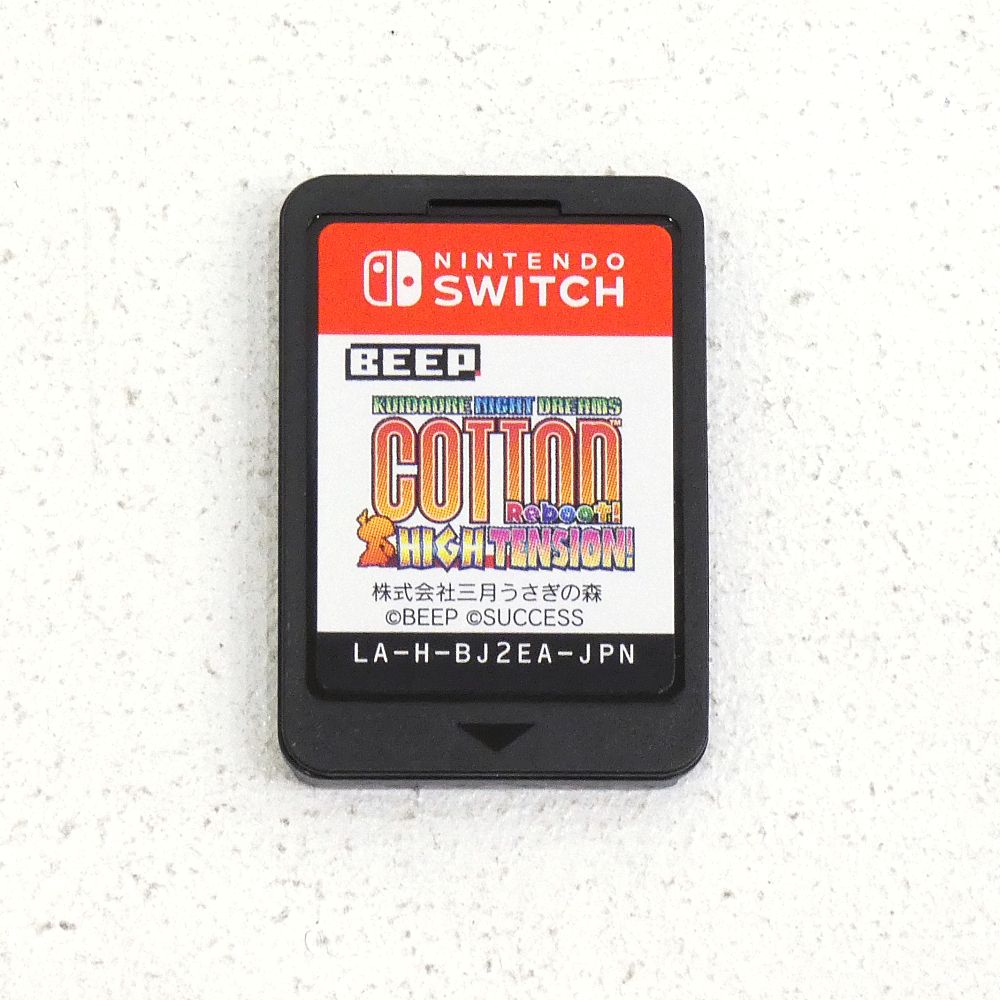 NINTENDO
SWITCH
BEEP
KUIDAORE NIGHT DREAMS
COTTON™
Reboot!
HIGH TENSION!
株式会社三月うさぎの森
©BEEP ©SUCCESS
LA-H-BJ2EA-JPN